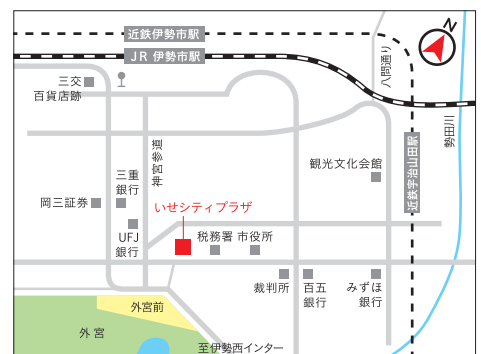 近鉄伊勢市駅
JR 伊勢市駅
N
三交
百貨店跡
八間通り
勢田川
神宮参道
観光文化会館
近鉄宇治山田駅
三重
銀行
岡三証券
いせシティプラザ
UFJ
銀行
税務署
市役所
裁判所
百五
銀行
みずほ
銀行
外宮前
外宮
至伊勢西インター